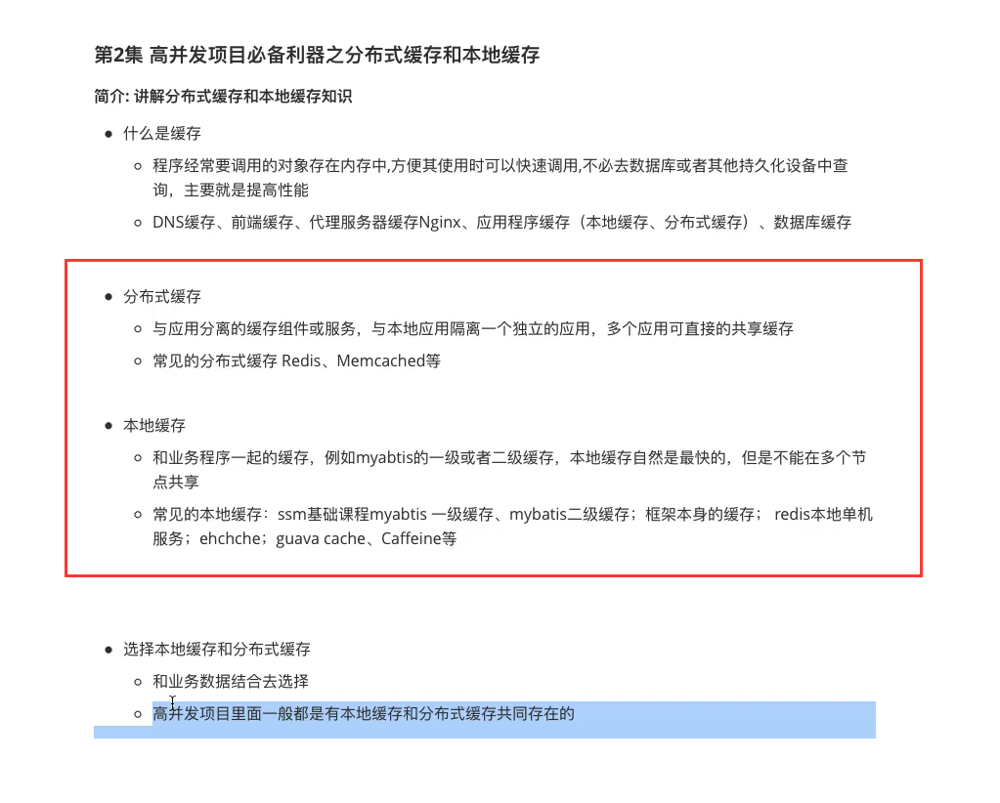 第2集 高并发项目必备利器之分布式缓存和本地缓存
简介: 讲解分布式缓存和本地缓存知识
什么是缓存
程序经常要调用的对象存在内存中,方便其使用时可以快速调用,不必去数据库或者其他持久化设备中查
询，主要就是提高性能
DNS缓存、前端缓存、代理服务器缓存Nginx、应用程序缓存（本地缓存、分布式缓存）、数据库缓存
分布式缓存
与应用分离的缓存组件或服务，与本地应用隔离一个独立的应用，多个应用可直接的共享缓存
常见的分布式缓存 Redis、Memcached等
本地缓存
和业务程序一起的缓存，例如myabtis的一级或者二级缓存，本地缓存自然是最快的，但是不能在多个节
点共享
常见的本地缓存：ssm基础课程myabtis 一级缓存、mybatis二级缓存；框架本身的缓存； redis本地单机
服务；ehchche；guava cache、Caffeine等
选择本地缓存和分布式缓存
和业务数据结合去选择
高并发项目里面一般都是有本地缓存和分布式缓存共同存在的